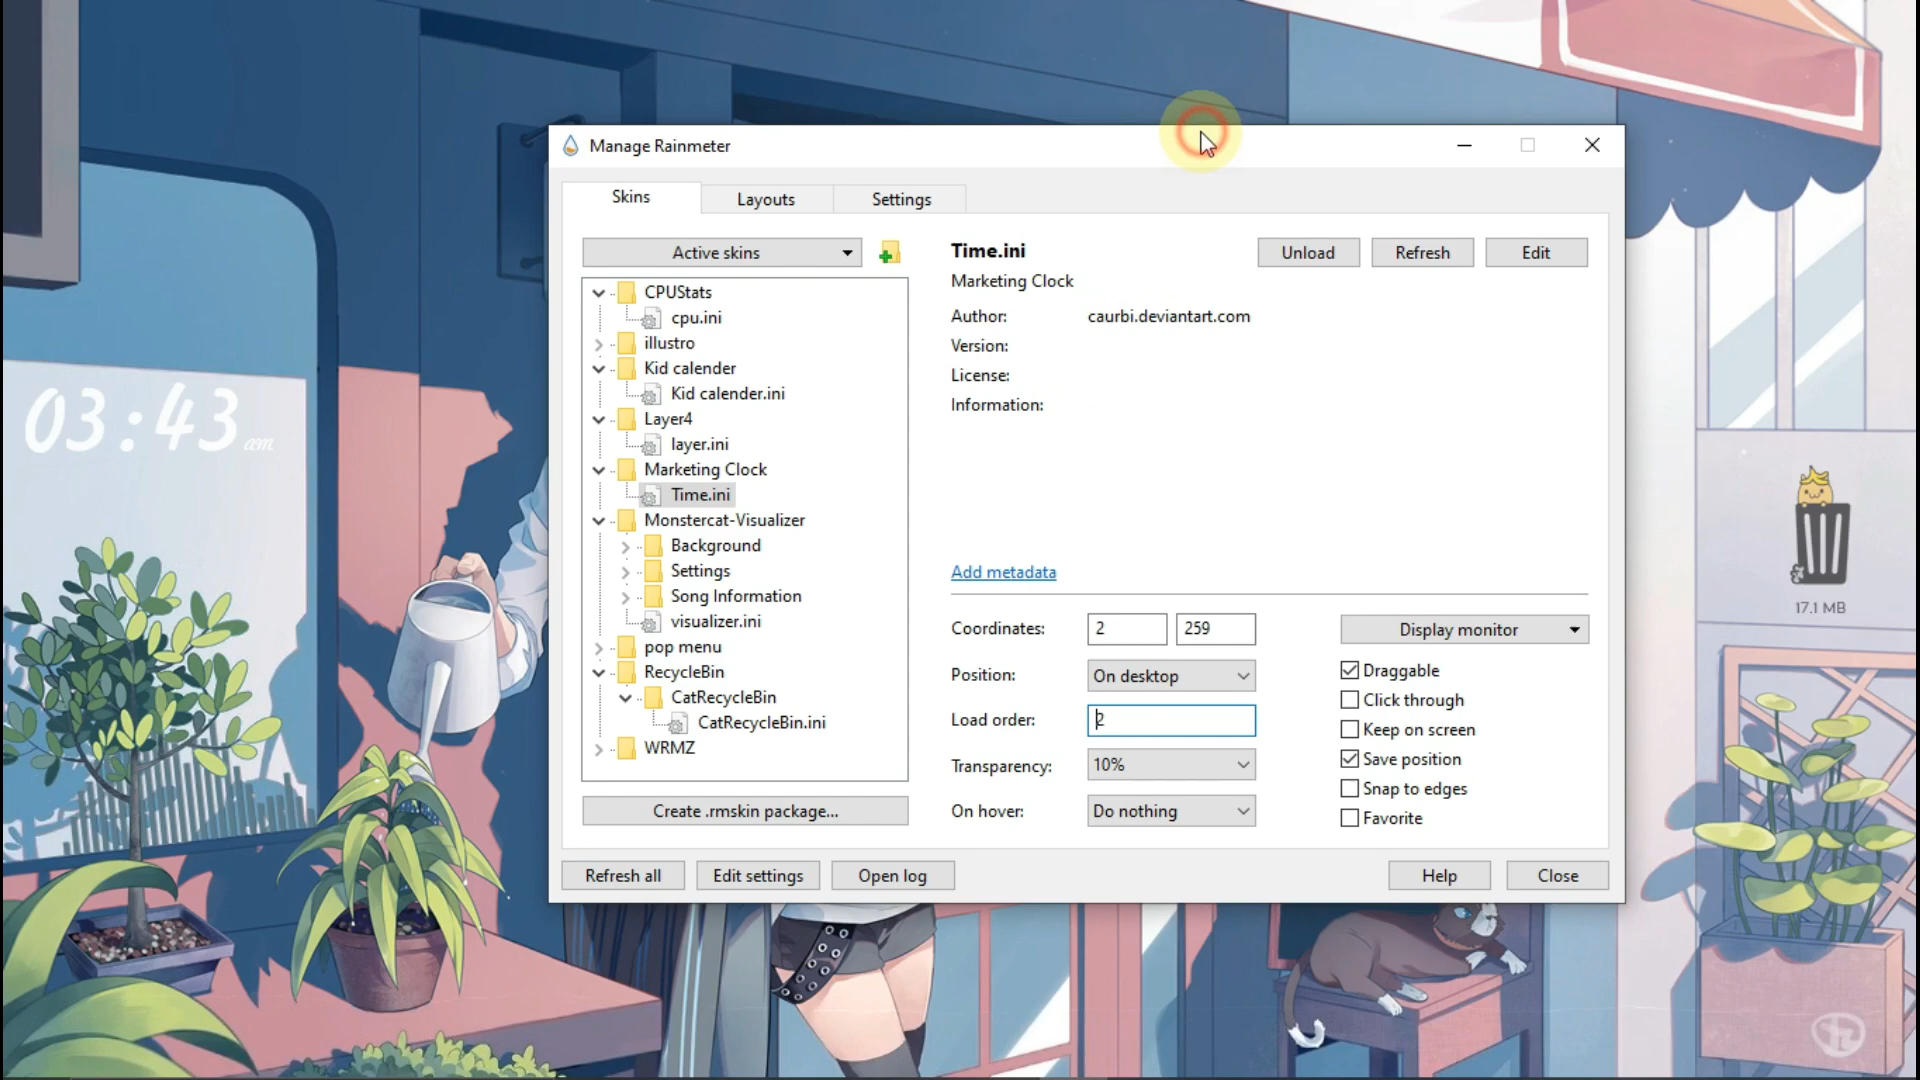 Manage Rainmeter
Skins
Layouts
Settings
Active skins
CPUStats
cpu.ini
illustro
Kid calender
Kid calender.ini
Layer4
layer.ini
Marketing Clock
Time.ini
Monstercat-Visualizer
Background
Settings
Song Information
visualizer.ini
pop menu
RecycleBin
CatRecycleBin
CatRecycleBin.ini
WRMZ
Create .rmskin package...
Time.ini
Unload
Refresh
Edit
Marketing Clock
Author: caurbi.deviantart.com
Version:
License:
Information:
Add metadata
Coordinates: 2 259
Display monitor
Position: On desktop
Load order: 2
Transparency: 10%
On hover: Do nothing
Draggable
Click through
Keep on screen
Save position
Snap to edges
Favorite
Refresh all
Edit settings
Open log
Help
Close
03:43 am
17.1 MB